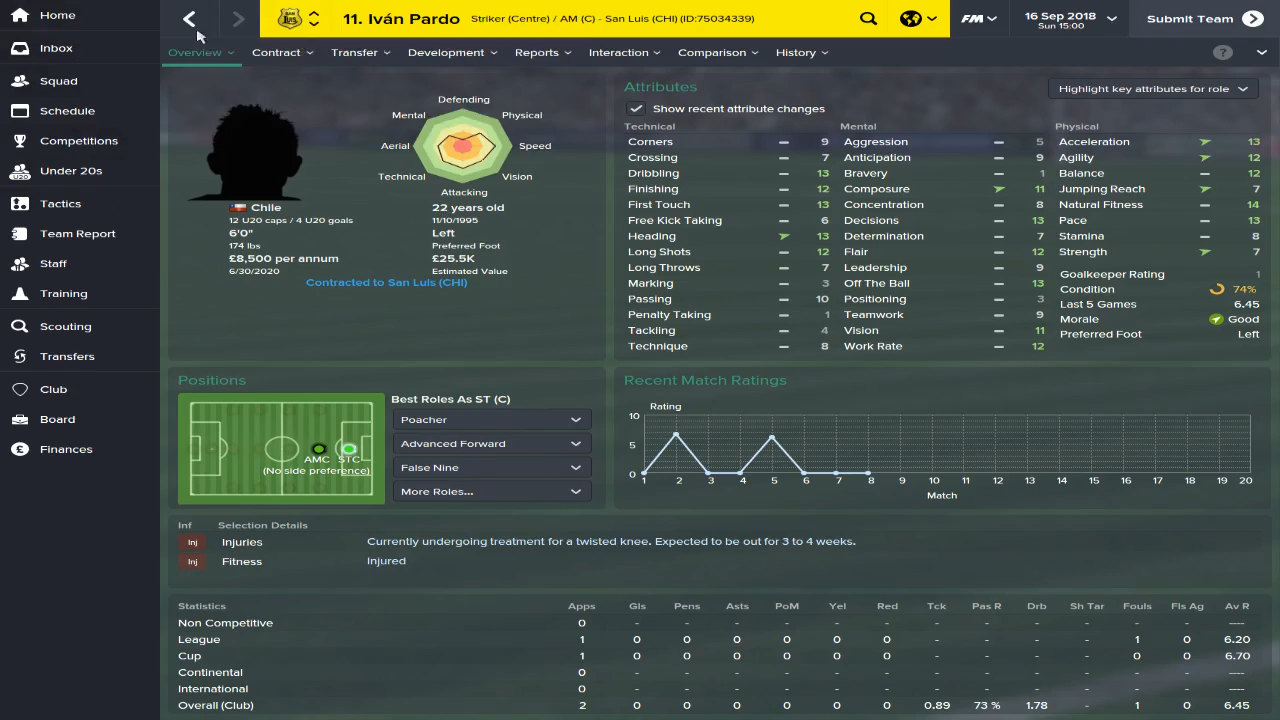 Home
Inbox
Squad
Schedule
Competitions
U20
Under 20s
Tactics
Team Report
Staff
Training
Scouting
Transfers
Club
Board
£ Finances
SAN LUIS
11. Iván Pardo
Striker (Centre) / AM (C) - San Luis (CHI) (ID:75034339)
FM
16 Sep 2018
Sun 15:00
Submit Team
Overview Contract Transfer Development Reports Interaction Comparison History ?
Defending
Mental Physical
Aerial Speed
Technical Vision
Attacking
Chile 22 years old
12 U20 caps / 4 U20 goals 11/10/1995
6'0" Left
174 lbs Preferred Foot
£8,500 per annum £25.5K
6/30/2020 Estimated Value
Contracted to San Luis (CHI)
Attributes
Highlight key attributes for role
Show recent attribute changes
Technical Mental Physical
Corners - 9 Aggression - 5 Acceleration 13
Crossing - 7 Anticipation - 9 Agility 12
Dribbling - 13 Bravery - 1 Balance - 12
Finishing - 12 Composure 11 Jumping Reach 7
First Touch - 13 Concentration - 8 Natural Fitness - 14
Free Kick Taking - 6 Decisions - 13 Pace - 13
Heading 13 Determination - 7 Stamina - 8
Long Shots - 12 Flair - 12 Strength 7
Long Throws - 7 Leadership - 9 Goalkeeper Rating 1
Marking - 3 Off The Ball - 13 Condition 74%
Passing - 10 Positioning - 3 Last 5 Games 6.45
Penalty Taking - 1 Teamwork - 9 Morale Good
Tackling - 4 Vision - 11 Preferred Foot Left
Technique - 8 Work Rate - 12
Positions
AMC STC
(No side preference)
Best Roles As ST (C)
Poacher
Advanced Forward
False Nine
More Roles...
Recent Match Ratings
Rating
10
5
0
1 2 3 4 5 6 7 8 9 10 11 12 13 14 15 16 17 18 19 20
Match
Inf Selection Details
Inj Injuries Currently undergoing treatment for a twisted knee. Expected to be out for 3 to 4 weeks.
Inj Fitness Injured
Statistics Apps Gls Pens Asts PoM Yel Red Tck Pas R Drb Sh Tar Fouls Fls Ag Av R
Non Competitive 0 - - - - - - - - - - - - ----
League 1 0 0 0 0 0 0 - - - - 1 0 6.20
Cup 1 0 0 0 0 0 0 - - - - 0 0 6.70
Continental 0 - - - - - - - - - - - - ----
International 0 - - - - - - - - - - - - ----
Overall (Club) 2 0 0 0 0 0 0 0.89 73 % 1.78 - 1 0 6.45